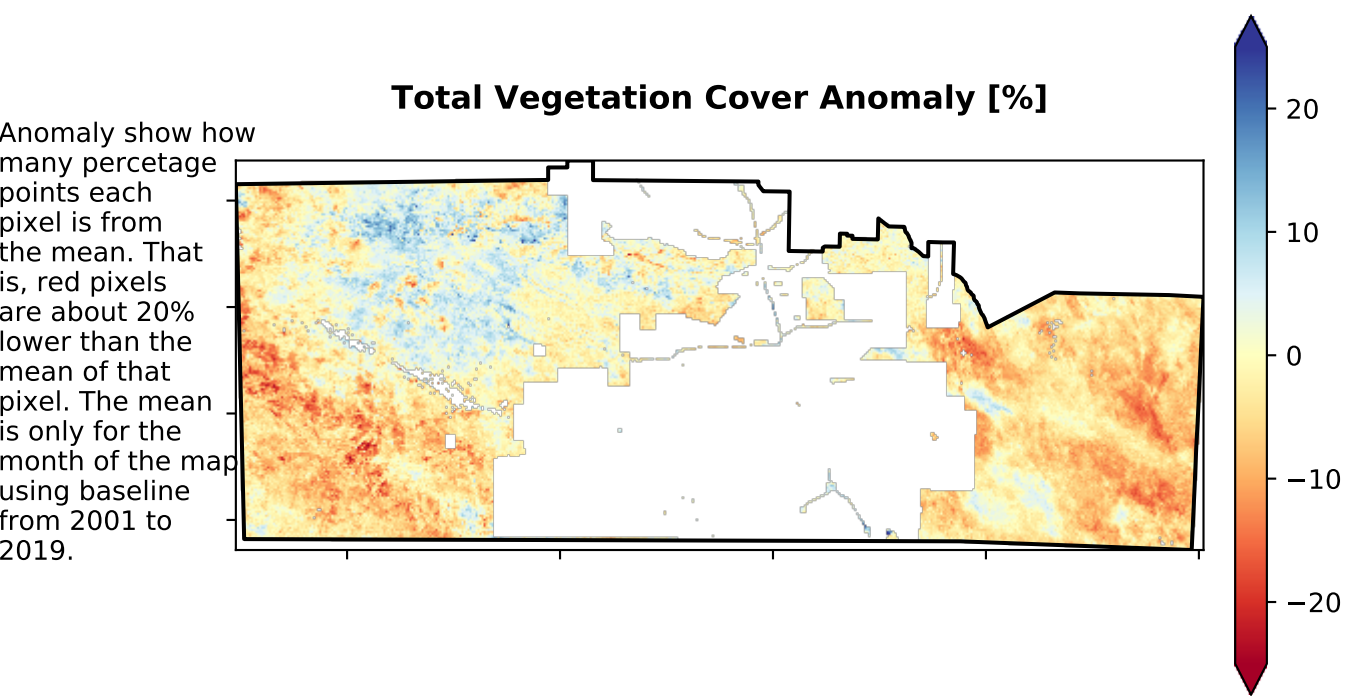 Total Vegetation Cover Anomaly [%]
Anomaly show how
many percetage
points each
pixel is from
the mean. That
is, red pixels
are about 20%
lower than the
mean of that
pixel. The mean
is only for the
month of the map
using baseline
from 2001 to
2019.
20
10
0
−10
−20